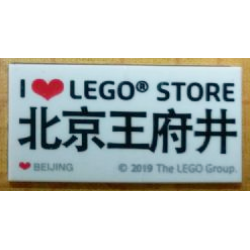 I ❤ LEGO® STORE
北京王府井
❤ BEIJING © 2019 The LEGO Group.